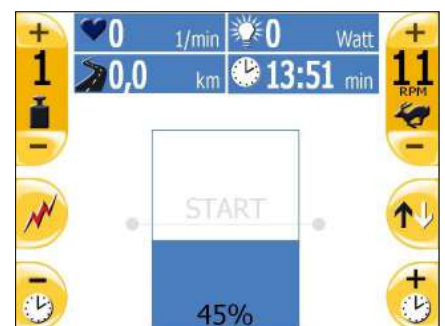 + 0 1/min 0 Watt +
1 0,0 km 13:51 min 11
RPM
- -
START
- +
45%